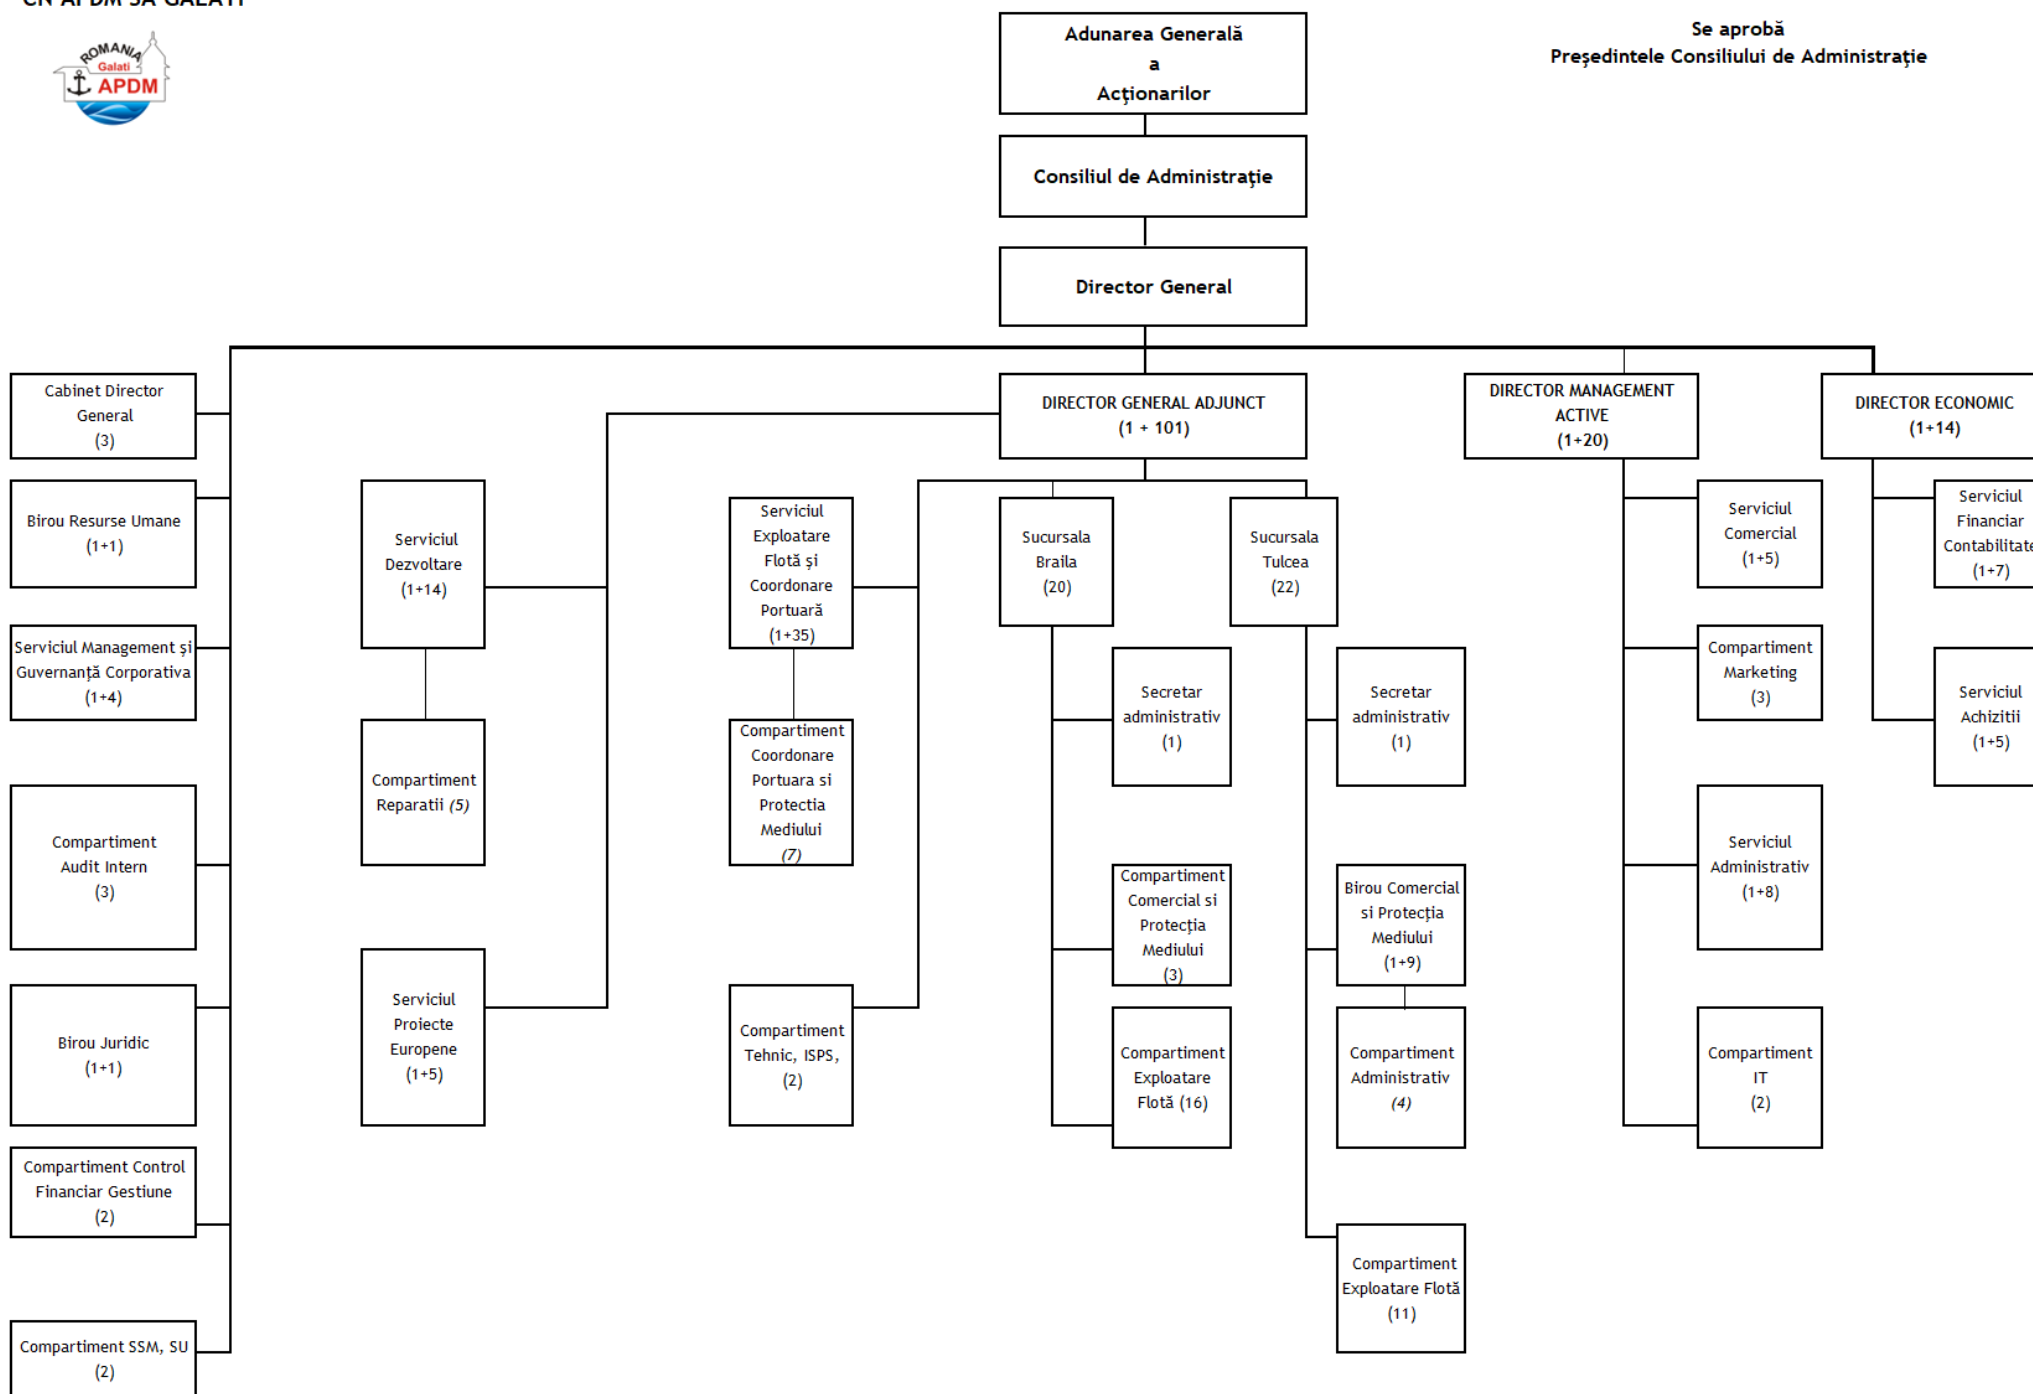 CN APDM SA GALATI
ROMANIA
Galati
APDM
Se aprobă
Președintele Consiliului de Administrație
Adunarea Generală
a
Acționarilor
Consiliul de Administrație
Director General
Cabinet Director
General
(3)
DIRECTOR GENERAL ADJUNCT
(1 + 101)
DIRECTOR MANAGEMENT
ACTIVE
(1+20)
DIRECTOR ECONOMIC
(1+14)
Birou Resurse Umane
(1+1)
Serviciul Management și
Guvernanță Corporativa
(1+4)
Compartiment
Audit Intern
(3)
Birou Juridic
(1+1)
Compartiment Control
Financiar Gestiune
(2)
Compartiment SSM, SU
(2)
Serviciul
Dezvoltare
(1+14)
Compartiment
Reparatii (5)
Serviciul
Proiecte
Europene
(1+5)
Serviciul
Exploatare
Flotă și
Coordonare
Portuară
(1+35)
Compartiment
Coordonare
Portuara si
Protectia
Mediului
(7)
Compartiment
Tehnic, ISPS,
(2)
Sucursala
Braila
(20)
Secretar
administrativ
(1)
Compartiment
Comercial si
Protecția
Mediului
(3)
Compartiment
Exploatare
Flotă (16)
Sucursala
Tulcea
(22)
Secretar
administrativ
(1)
Birou Comercial
si Protecția
Mediului
(1+9)
Compartiment
Administrativ
(4)
Compartiment
Exploatare Flotă
(11)
Serviciul
Comercial
(1+5)
Compartiment
Marketing
(3)
Serviciul
Administrativ
(1+8)
Compartiment
IT
(2)
Serviciul
Financiar
Contabilitate
(1+7)
Serviciul
Achizitii
(1+5)